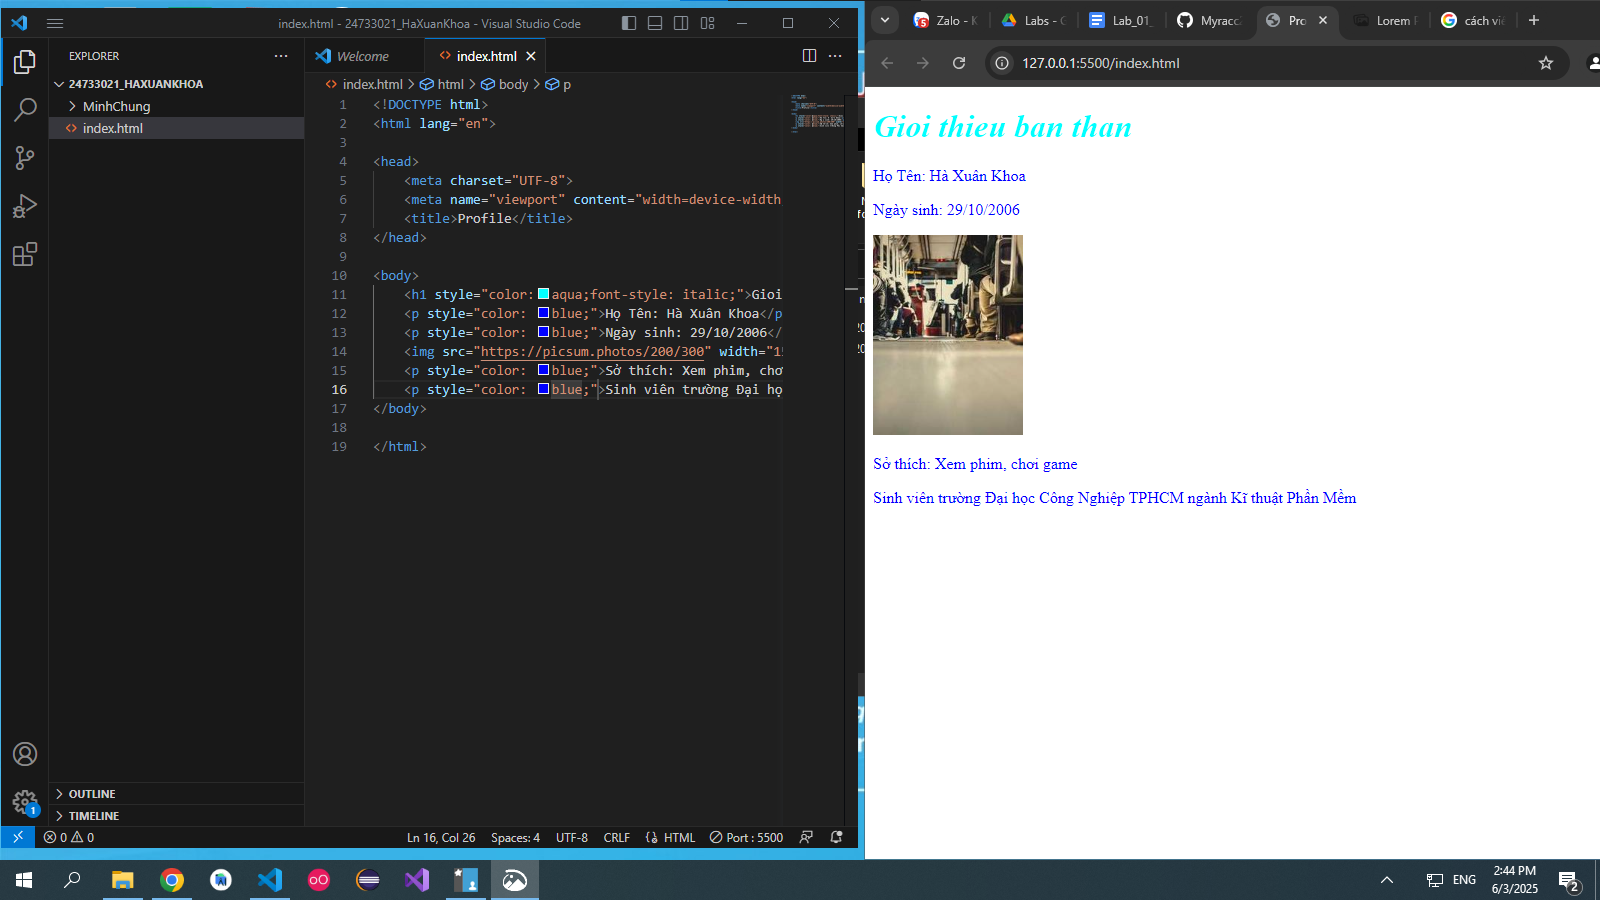 index.html - 24733021_HaXuanKhoa - Visual Studio Code
EXPLORER
24733021_HAXUANKHOA
MinhChung
index.html
OUTLINE
TIMELINE
Welcome
index.html
index.html > html > body > p
1 <!DOCTYPE html>
2 <html lang="en">
3
4 <head>
5 <meta charset="UTF-8">
6 <meta name="viewport" content="width=device-width
7 <title>Profile</title>
8 </head>
9
10 <body>
11 <h1 style="color: aqua;font-style: italic;">Gioi
12 <p style="color: blue;">Họ Tên: Hà Xuân Khoa</p
13 <p style="color: blue;">Ngày sinh: 29/10/2006</
14 <img src="https://picsum.photos/200/300" width="15
15 <p style="color: blue;">Sở thích: Xem phim, chơ
16 <p style="color: blue;">Sinh viên trường Đại họ
17 </body>
18
19 </html>
0 0
Ln 16, Col 26 Spaces: 4 UTF-8 CRLF HTML Port : 5500
1
Zalo - K Labs - G Lab_01_ Myracc Pro Lorem P cách viế
127.0.0.1:5500/index.html
Gioi thieu ban than
Họ Tên: Hà Xuân Khoa
Ngày sinh: 29/10/2006
Sở thích: Xem phim, chơi game
Sinh viên trường Đại học Công Nghiệp TPHCM ngành Kĩ thuật Phần Mềm
ENG
2:44 PM
6/3/2025
2